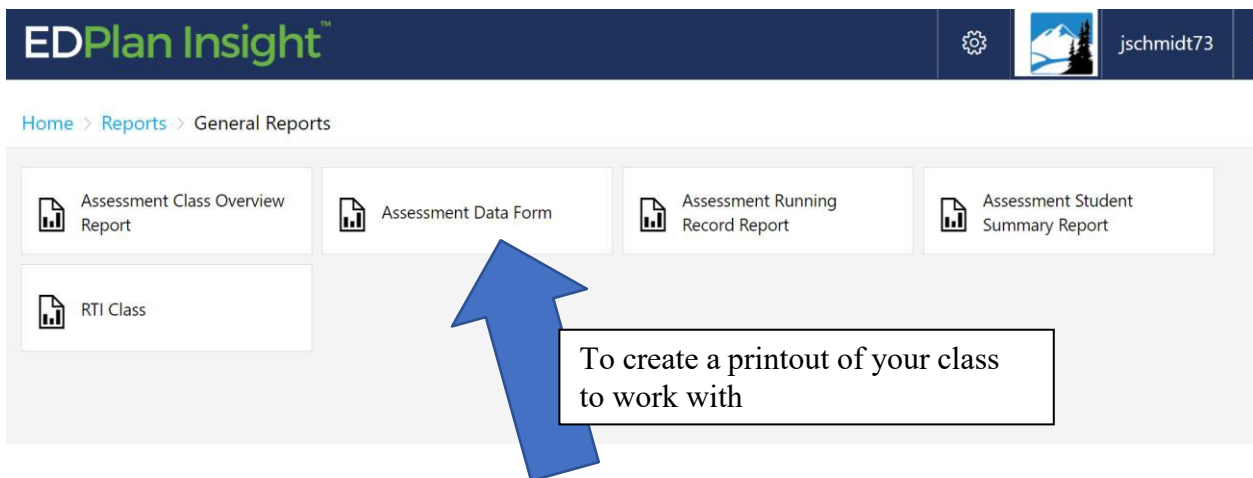 EDPlan Insight™
jschmidt73
Home > Reports > General Reports
Assessment Class Overview
Report
Assessment Data Form
Assessment Running
Record Report
Assessment Student
Summary Report
RTI Class
To create a printout of your class
to work with